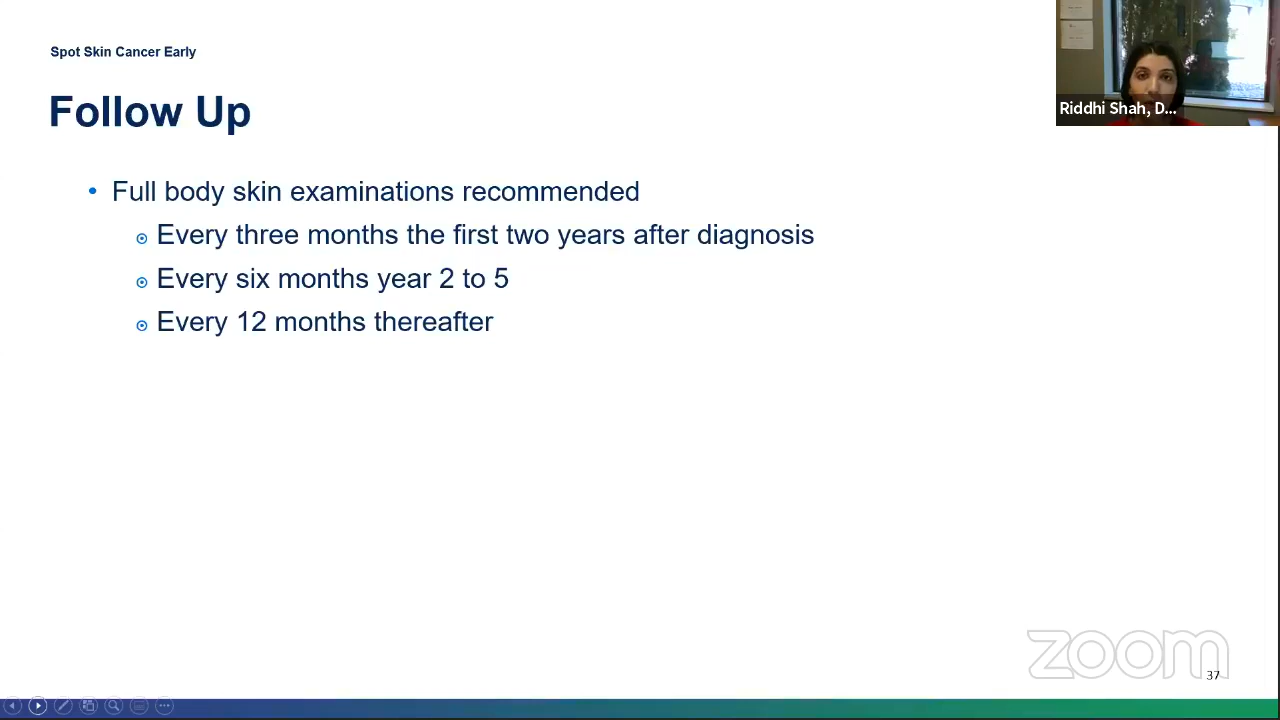 Spot Skin Cancer Early
Follow Up
Riddhi Shah, D...
• Full body skin examinations recommended
Every three months the first two years after diagnosis
Every six months year 2 to 5
Every 12 months thereafter
zoom
37